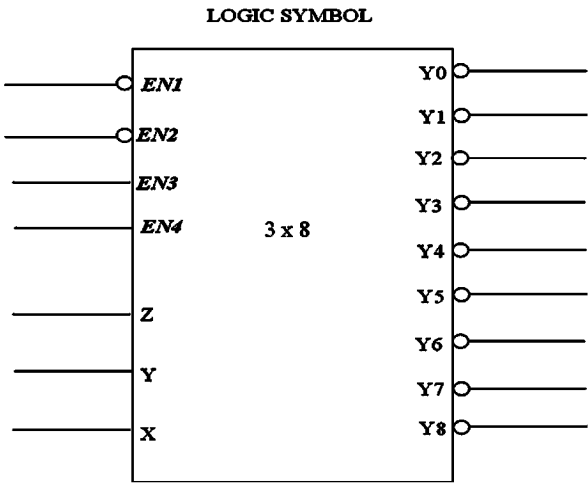 LOGIC SYMBOL
EN1
EN2
EN3
EN4
Z
Y
X
3 x 8
Y0
Y1
Y2
Y3
Y4
Y5
Y6
Y7
Y8